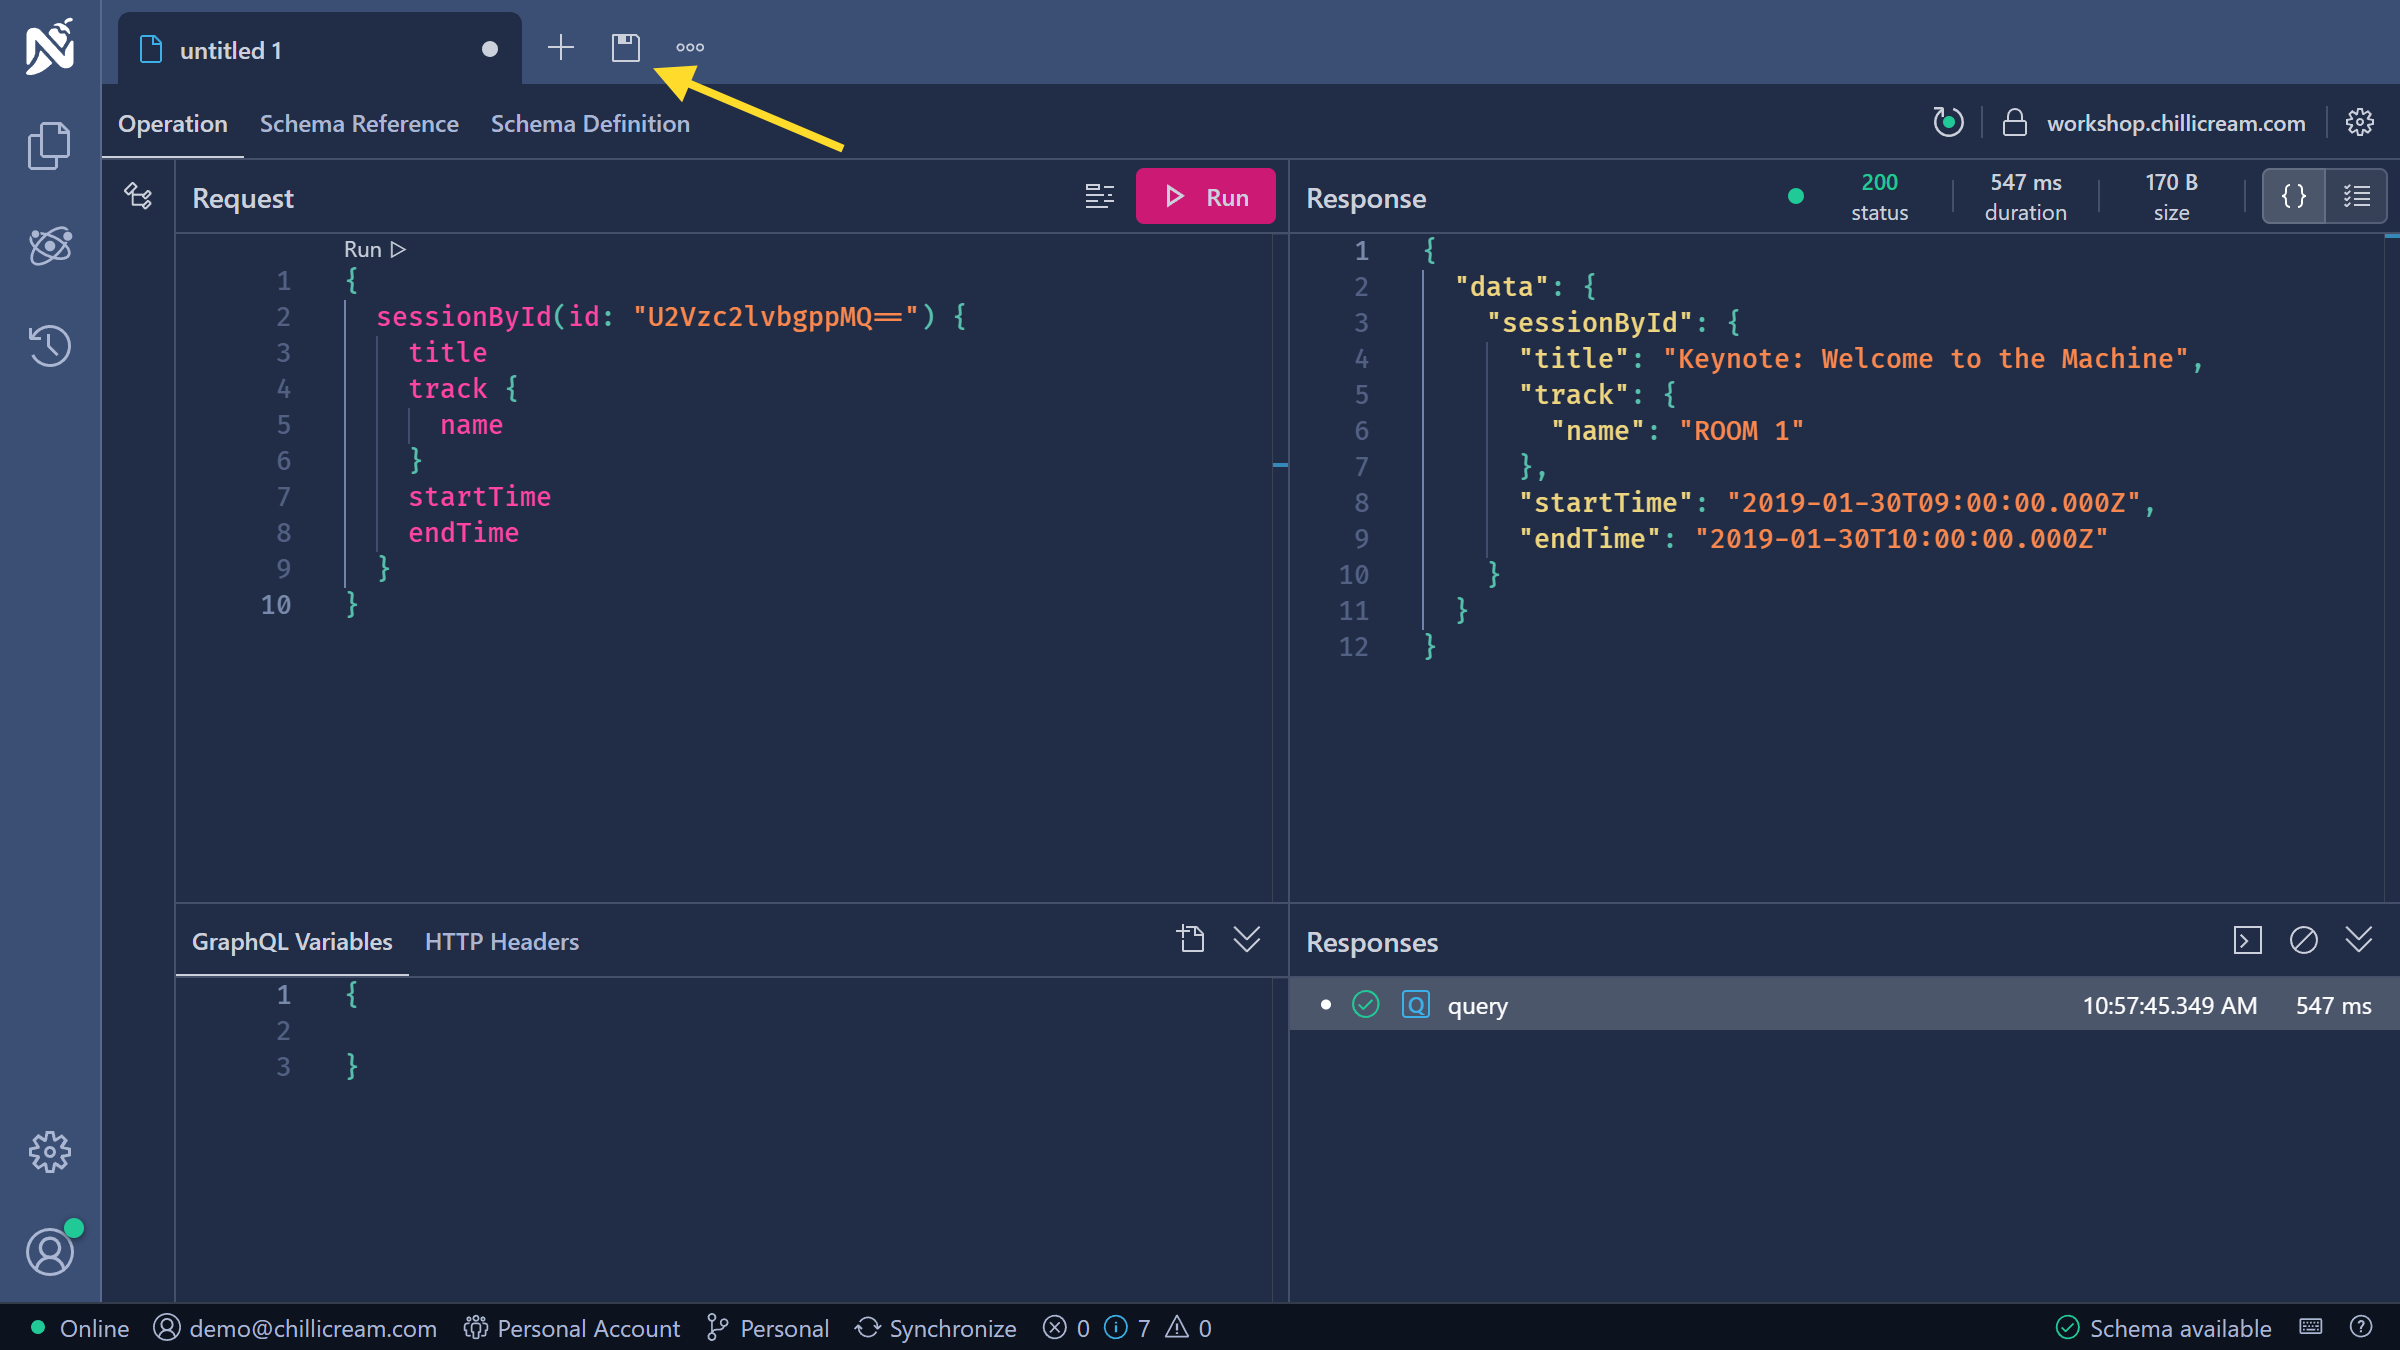 untitled 1
Operation Schema Reference Schema Definition workshop.chillicream.com
Request Run
Run
1 {
2 sessionById(id: "U2Vzc2lvbgppMQ==") {
3 title
4 track {
5 name
6 }
7 startTime
8 endTime
9 }
10 }
Response 200 status 547 ms duration 170 B size { }
1 {
2 "data": {
3 "sessionById": {
4 "title": "Keynote: Welcome to the Machine",
5 "track": {
6 "name": "ROOM 1"
7 },
8 "startTime": "2019-01-30T09:00:00.000Z",
9 "endTime": "2019-01-30T10:00:00.000Z"
10 }
11 }
12 }
GraphQL Variables HTTP Headers
1 {
2
3 }
Responses
Q query 10:57:45.349 AM 547 ms
Online demo@chillicream.com Personal Account Personal Synchronize 0 7 0 Schema available